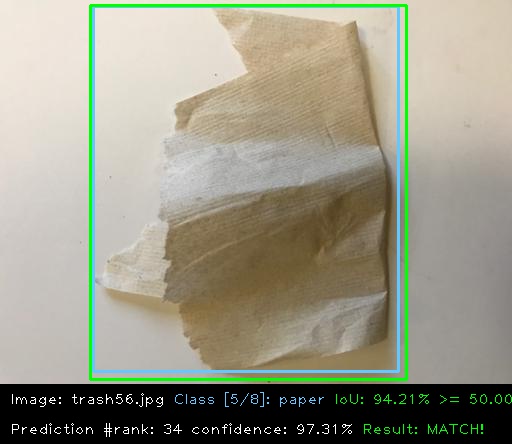 Image: trash56.jpg Class [5/8]: paper IoU: 94.21% >= 50.00
Prediction #rank: 34 confidence: 97.31% Result: MATCH!